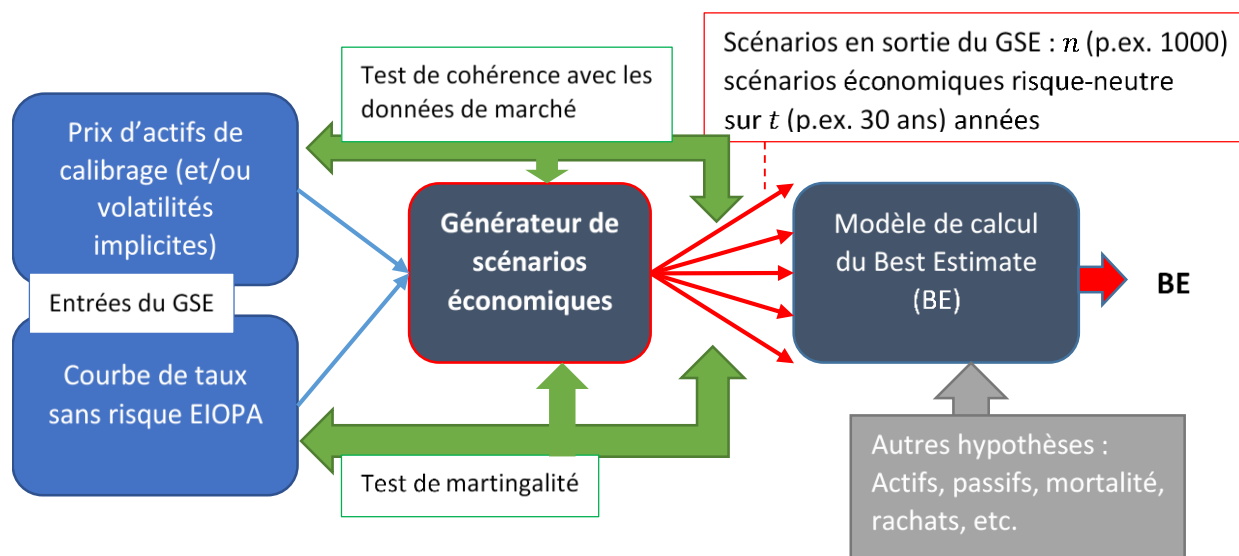 Test de cohérence avec les
données de marché
Scénarios en sortie du GSE : n (p.ex. 1000)
scénarios économiques risque-neutre
sur t (p.ex. 30 ans) années
Prix d'actifs de
calibrage (et/ou
volatilités
implicites)
Entrées du GSE
Courbe de taux
sans risque EIOPA
Générateur de
scénarios
économiques
Modèle de calcul
du Best Estimate
(BE)
BE
Test de martingalité
Autres hypothèses :
Actifs, passifs, mortalité,
rachats, etc.